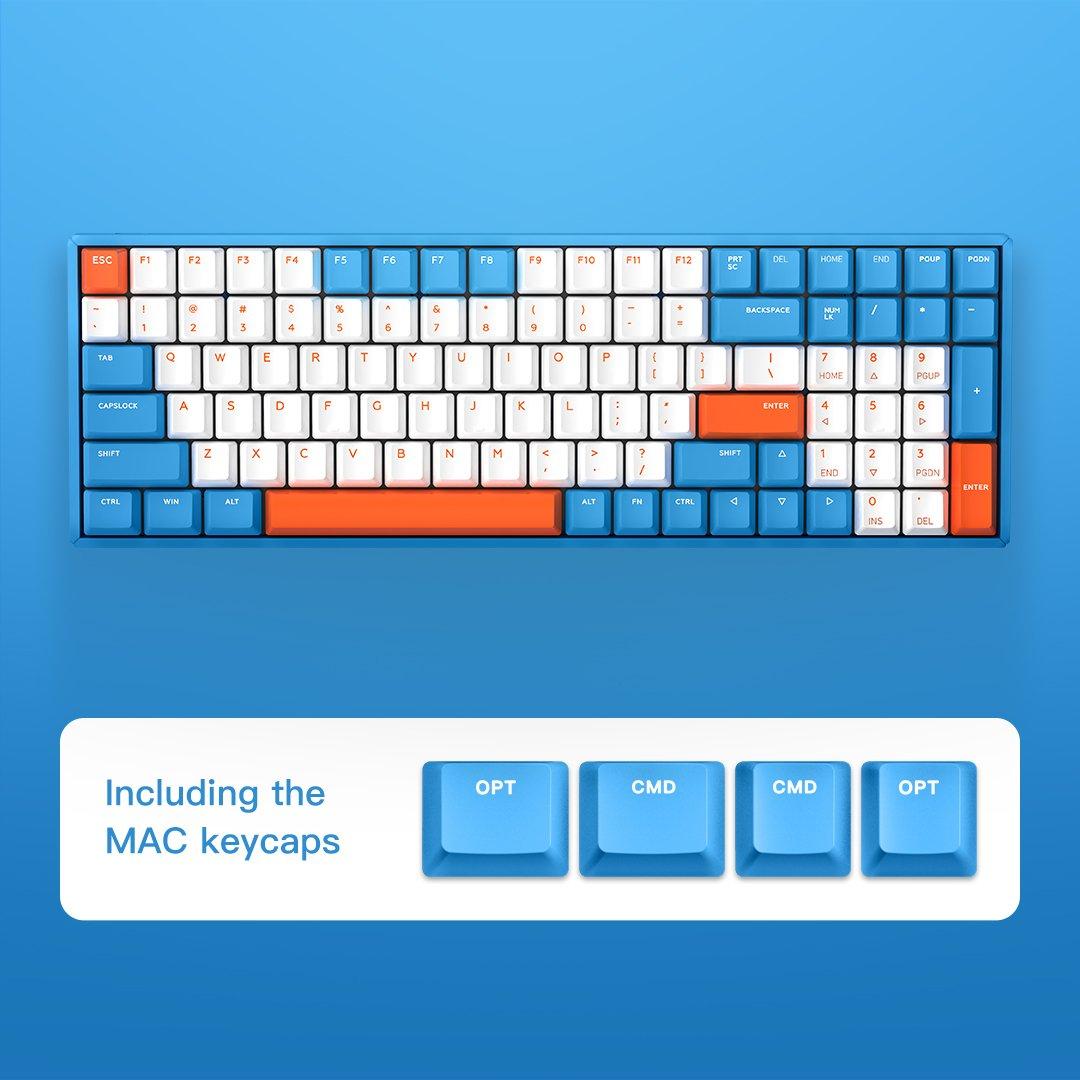 ESC F1 F2 F3 F4 F5 F6 F7 F8 F9 F10 F11 F12 PRT SC DEL HOME END PGUP PGDN
~ ` ! 1 @ 2 # 3 $ 4 % 5 ^ 6 & 7 * 8 ( 9 ) 0 _ - + = BACKSPACE NUM LK / * -
TAB Q W E R T Y U I O P { [ } ] | \ 7 HOME 8 △ 9 PGUP +
CAPSLOCK A S D F G H J K L : ; " ' ENTER 4 ◁ 5 6 ▷
SHIFT Z X C V B N M < , > . ? / SHIFT △ 1 END 2 ▽ 3 PGDN ENTER
CTRL WIN ALT ALT FN CTRL ◁ ▽ ▷ 0 INS . DEL
Including the
MAC keycaps
OPT CMD CMD OPT